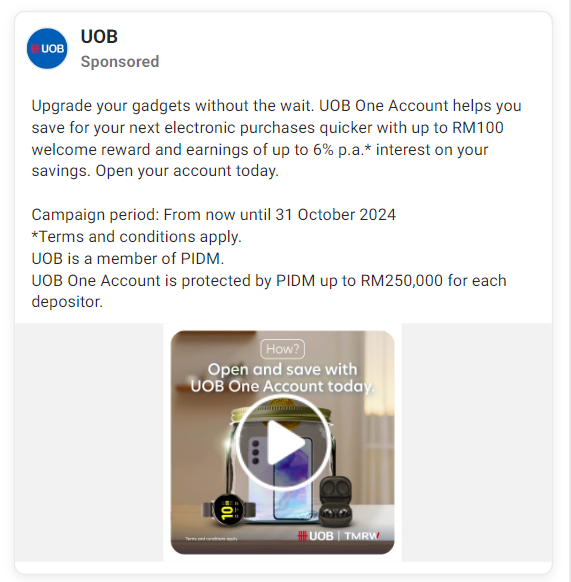 UOB
UOB
Sponsored
Upgrade your gadgets without the wait. UOB One Account helps you
save for your next electronic purchases quicker with up to RM100
welcome reward and earnings of up to 6% p.a.* interest on your
savings. Open your account today.
Campaign period: From now until 31 October 2024
*Terms and conditions apply.
UOB is a member of PIDM.
UOB One Account is protected by PIDM up to RM250,000 for each
depositor.
How?
Open and save with
UOB One Account today.
10
Terms and conditions apply.
UOB | TMRW